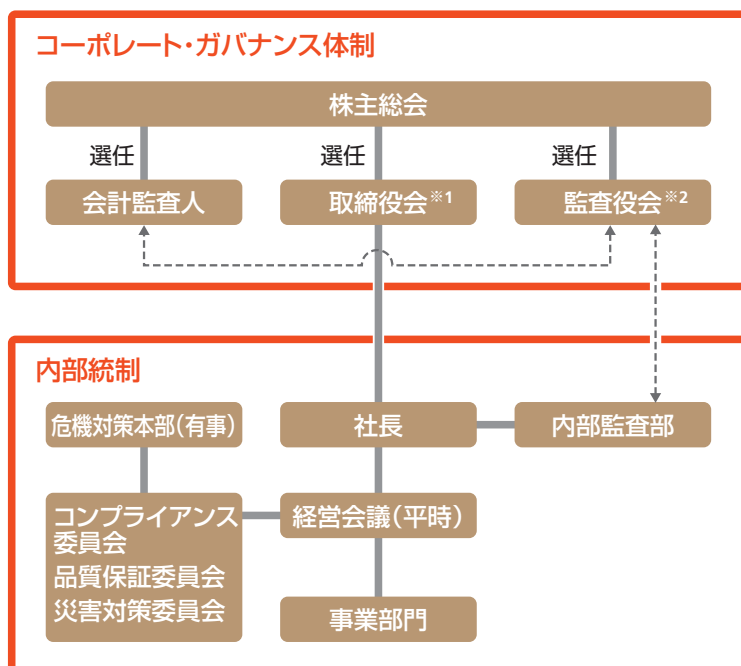 コーポレート・ガバナンス体制
株主総会
選任
選任
選任
会計監査人
取締役会※1
監査役会※2
内部統制
危機対策本部(有事)
社長
内部監査部
コンプライアンス
委員会
品質保証委員会
災害対策委員会
経営会議(平時)
事業部門